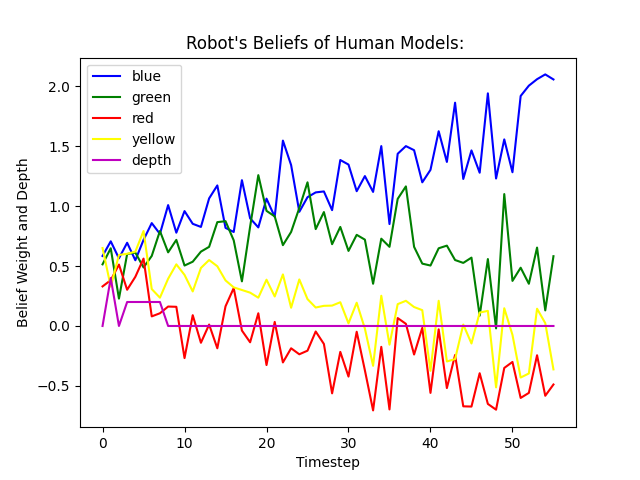 Robot's Beliefs of Human Models:
blue
green
red
yellow
depth
Belief Weight and Depth
2.0
1.5
1.0
0.5
0.0
−0.5
0 10 20 30 40 50
Timestep